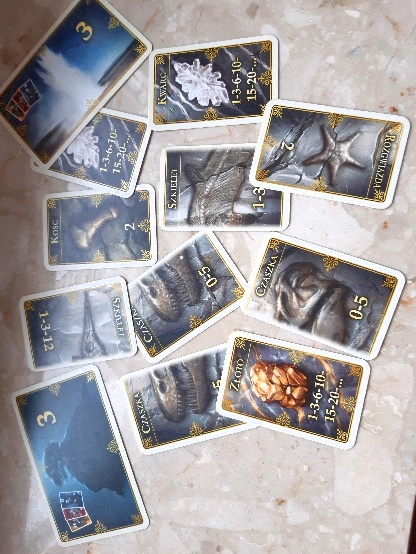 3
KWARC
1-3-6-10-
15-20-...
1-3-6-10-
15-20-...
ROZGWIAZDA
2
SZKIELET
1-3
KOŚĆ
2
CZASZKA
0-5
CZASZKA
0-5
SZKIELET
1-3-12
CZASZKA
5
ZŁOTO
1-3-6-10-
15-20-...
3